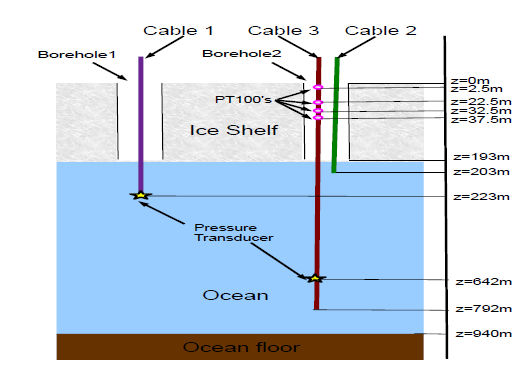 Cable 1
Cable 3
Cable 2
Borehole1
Borehole2
z=0m
z=2.5m
PT100's
z=22.5m
z=32.5m
z=37.5m
Ice Shelf
z=193m
z=203m
z=223m
Pressure
Transducer
z=642m
Ocean
z=792m
z=940m
Ocean floor